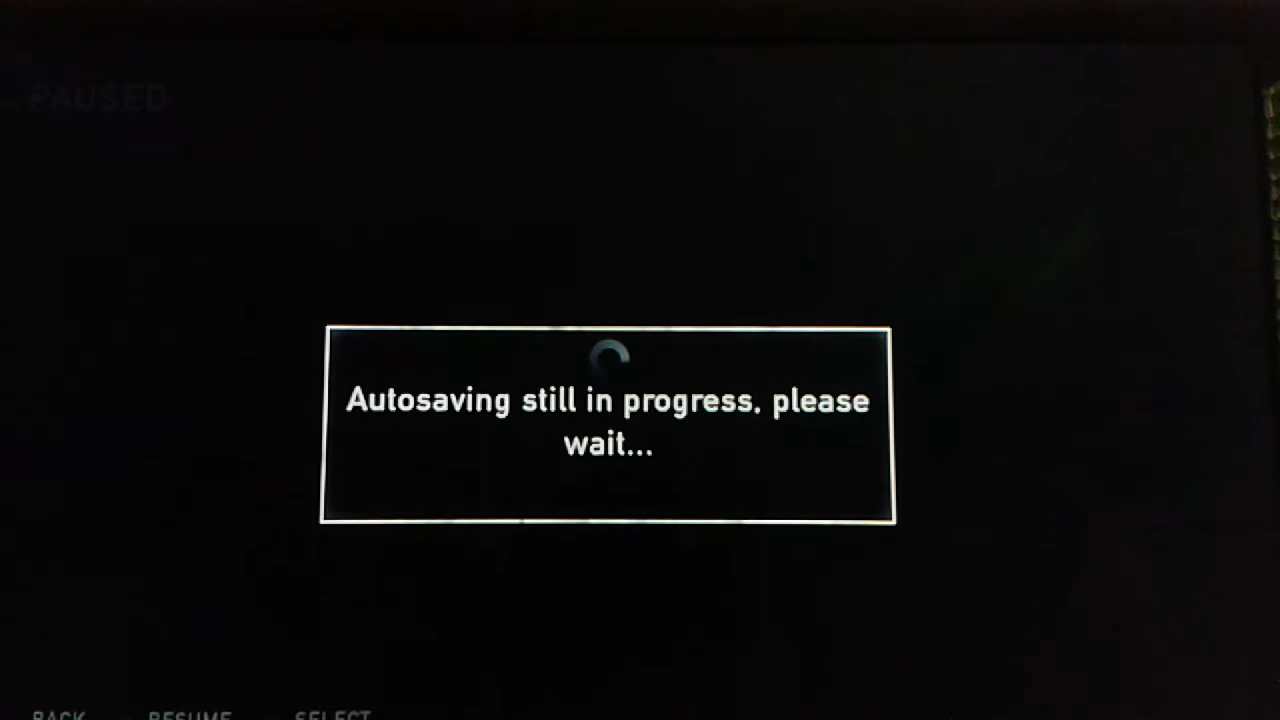 PAUSED
Autosaving still in progress, please
wait...
BACK RESUME SELECT